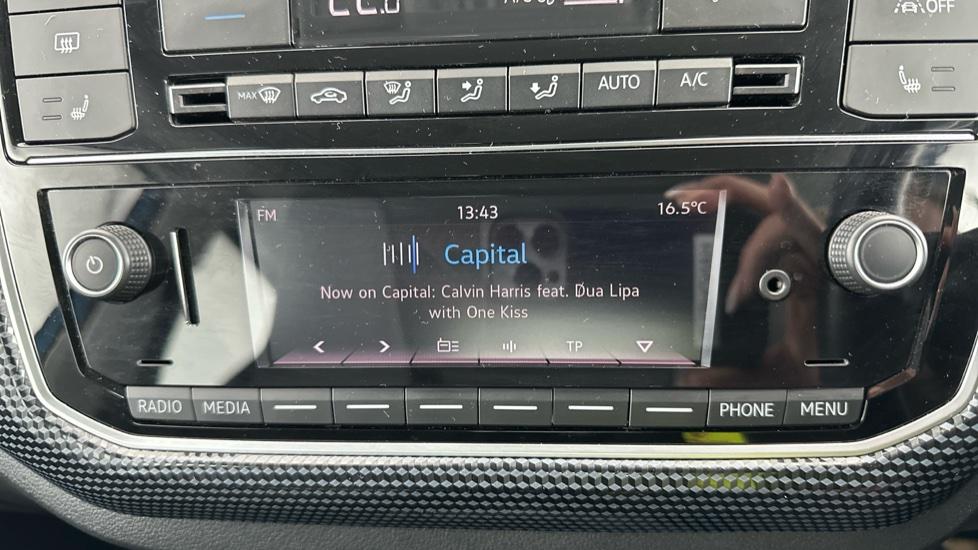 OFF
MAX
AUTO
A/C
FM
13:43
16.5°C
Capital
Now on Capital: Calvin Harris feat. Dua Lipa
with One Kiss
TP
RADIO
MEDIA
PHONE
MENU